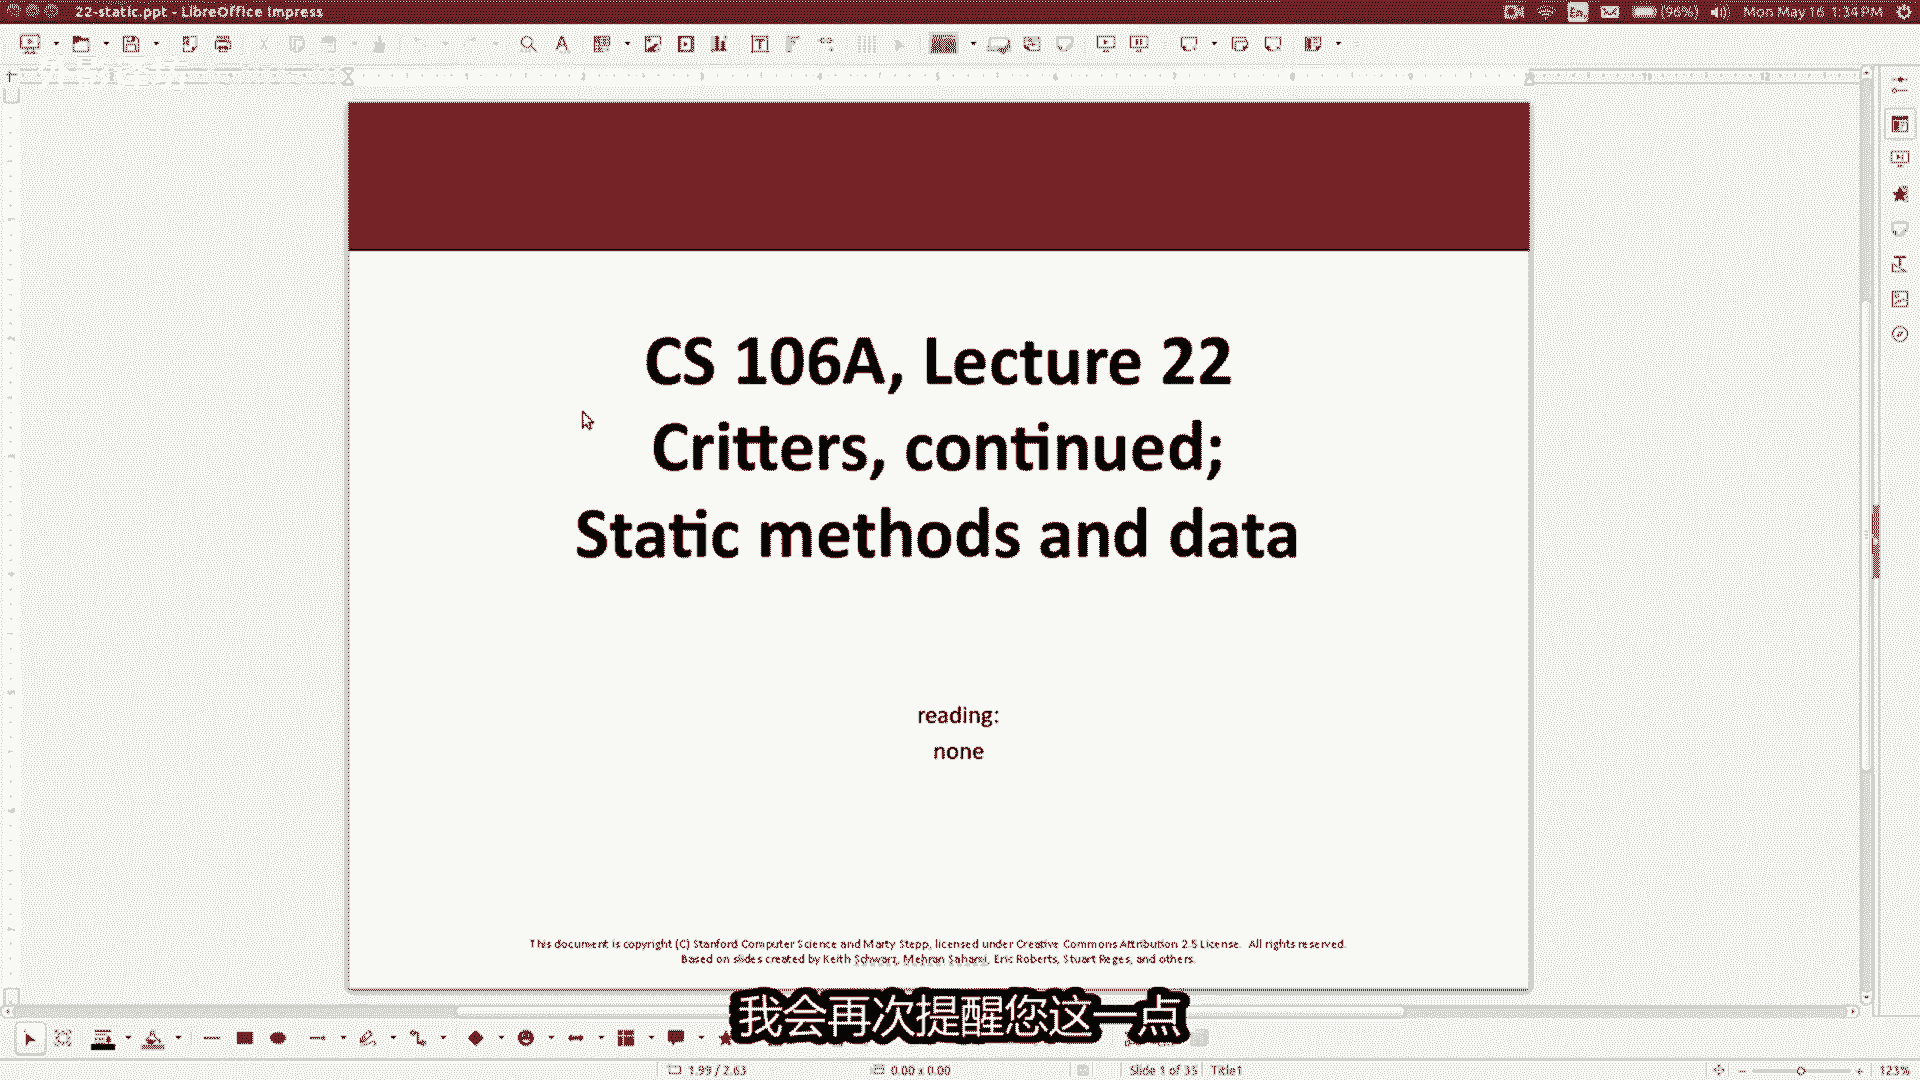 22-static.ppt - LibreOffice Impress
En
(96%)
Mon May 16 1:34 PM
CS 106A, Lecture 22
Critters, continued;
Static methods and data
reading:
none
This document is copyright (C) Stanford Computer Science and Marty Stepp, licensed under Creative Commons Attribution 2.5 License. All rights reserved.
Based on slides created by Keith Schwarz, Mehran Sahami, Eric Roberts, Stuart Reges, and others.
我会再次提醒您这一点
1.99 / 2.63
0.00 x 0.00
Slide 1 of 35
Title1
123%